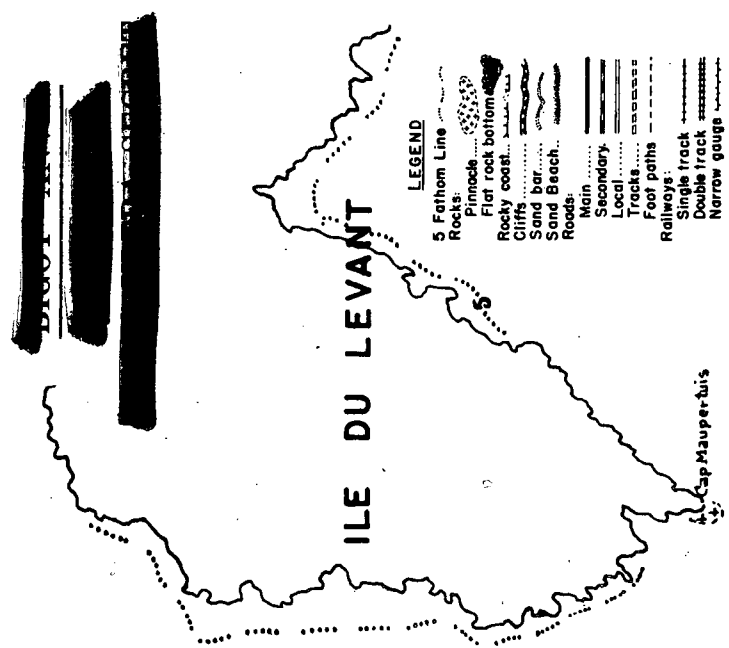 ILE DU LEVANT
LEGEND
5 Fathom Line
Rocks:
Pinnacle......
Flat rock bottom
Rocky coast...
Cliffs..........
Sand bar......
Sand Beach...
Roads:
Main......
Secondary.
Local........
Tracks.....
Foot paths
Railways:
Single track
Double track
Narrow gauge
5
Cap Maupertuis